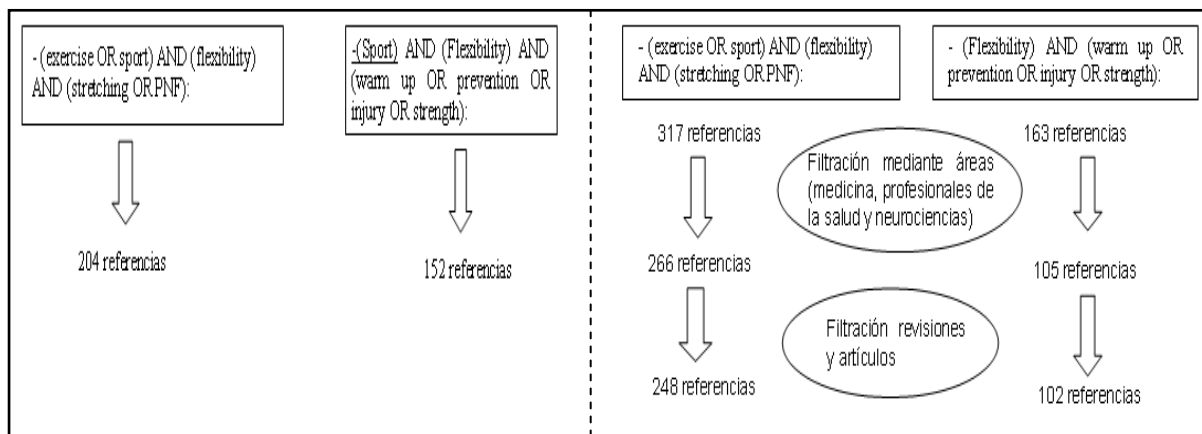 - (exercise OR sport) AND (flexibility)
AND (stretching OR PNF):
204 referencias
-(Sport) AND (Flexibility) AND
(warm up OR prevention OR
injury OR strength):
152 referencias
- (exercise OR sport) AND (flexibility)
AND (stretching OR PNF):
317 referencias
266 referencias
248 referencias
Filtración mediante áreas
(medicina, profesionales de
la salud y neurociencias)
Filtración revisiones
y artículos
- (Flexibility) AND (warm up OR
prevention OR injury OR strength):
163 referencias
105 referencias
102 referencias